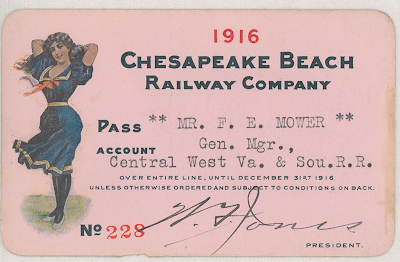 1916
CHESAPEAKE BEACH
RAILWAY COMPANY
PASS ** MR. F. E. MOWER **
ACCOUNT Gen. Mgr.,
Central West Va. & Sou.R.R.
OVER ENTIRE LINE, UNTIL DECEMBER 31ST 1916
UNLESS OTHERWISE ORDERED AND SUBJECT TO CONDITIONS ON BACK.
No 228
W. F. Jones
PRESIDENT.